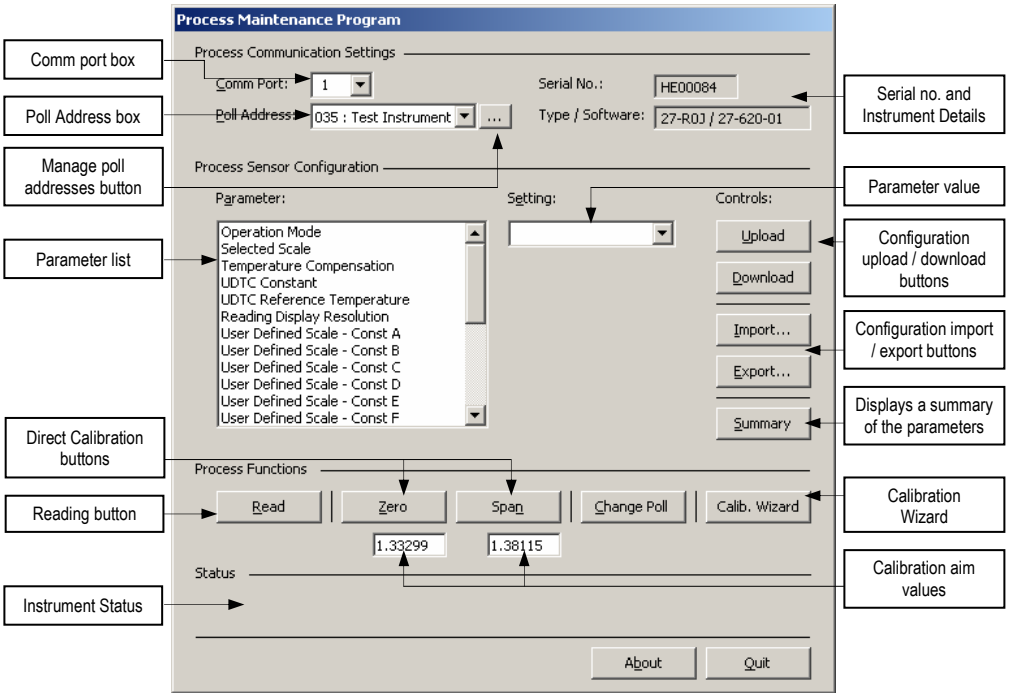 Process Maintenance Program
Process Communication Settings
Comm port box
Comm Port:
1
Serial No.:
HE00084
Serial no. and
Instrument Details
Poll Address box
Poll Address:
035 : Test Instrument
...
Type / Software:
27-R0J / 27-620-01
Manage poll
addresses button
Process Sensor Configuration
Parameter:
Setting:
Controls:
Parameter value
Parameter list
Operation Mode
Selected Scale
Temperature Compensation
UDTC Constant
UDTC Reference Temperature
Reading Display Resolution
User Defined Scale - Const A
User Defined Scale - Const B
User Defined Scale - Const C
User Defined Scale - Const D
User Defined Scale - Const E
User Defined Scale - Const F
Upload
Download
Configuration
upload / download
buttons
Import...
Export...
Configuration import
/ export buttons
Summary
Displays a summary
of the parameters
Direct Calibration
buttons
Process Functions
Reading button
Read
Zero
Span
Change Poll
Calib. Wizard
Calibration
Wizard
1.33299
1.38115
Calibration aim
values
Status
Instrument Status
About
Quit